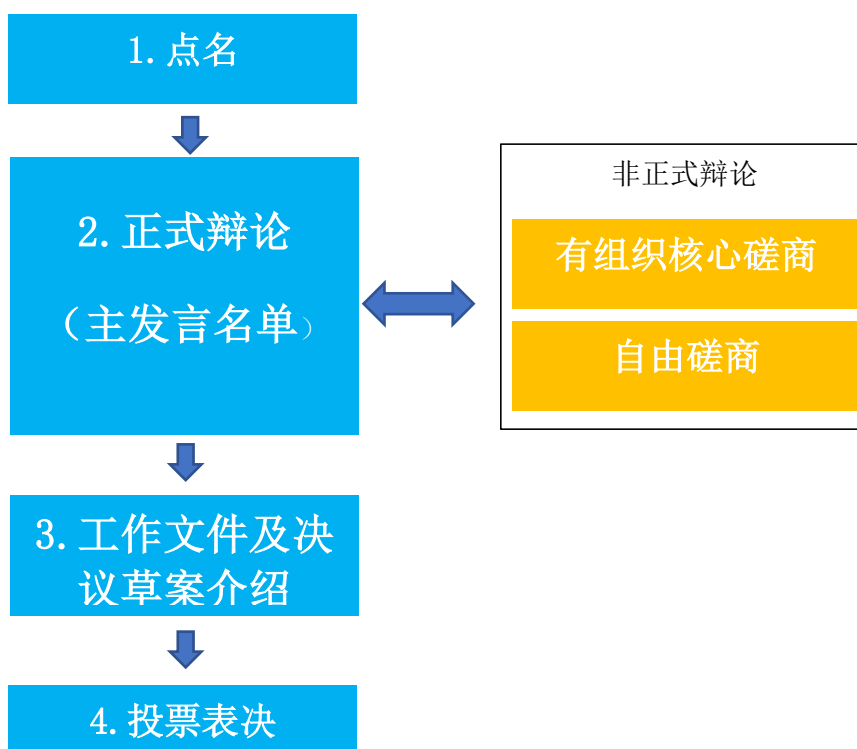 1.点名
2.正式辩论
（主发言名单）
非正式辩论
有组织核心磋商
自由磋商
3.工作文件及决
议草案介绍
4.投票表决